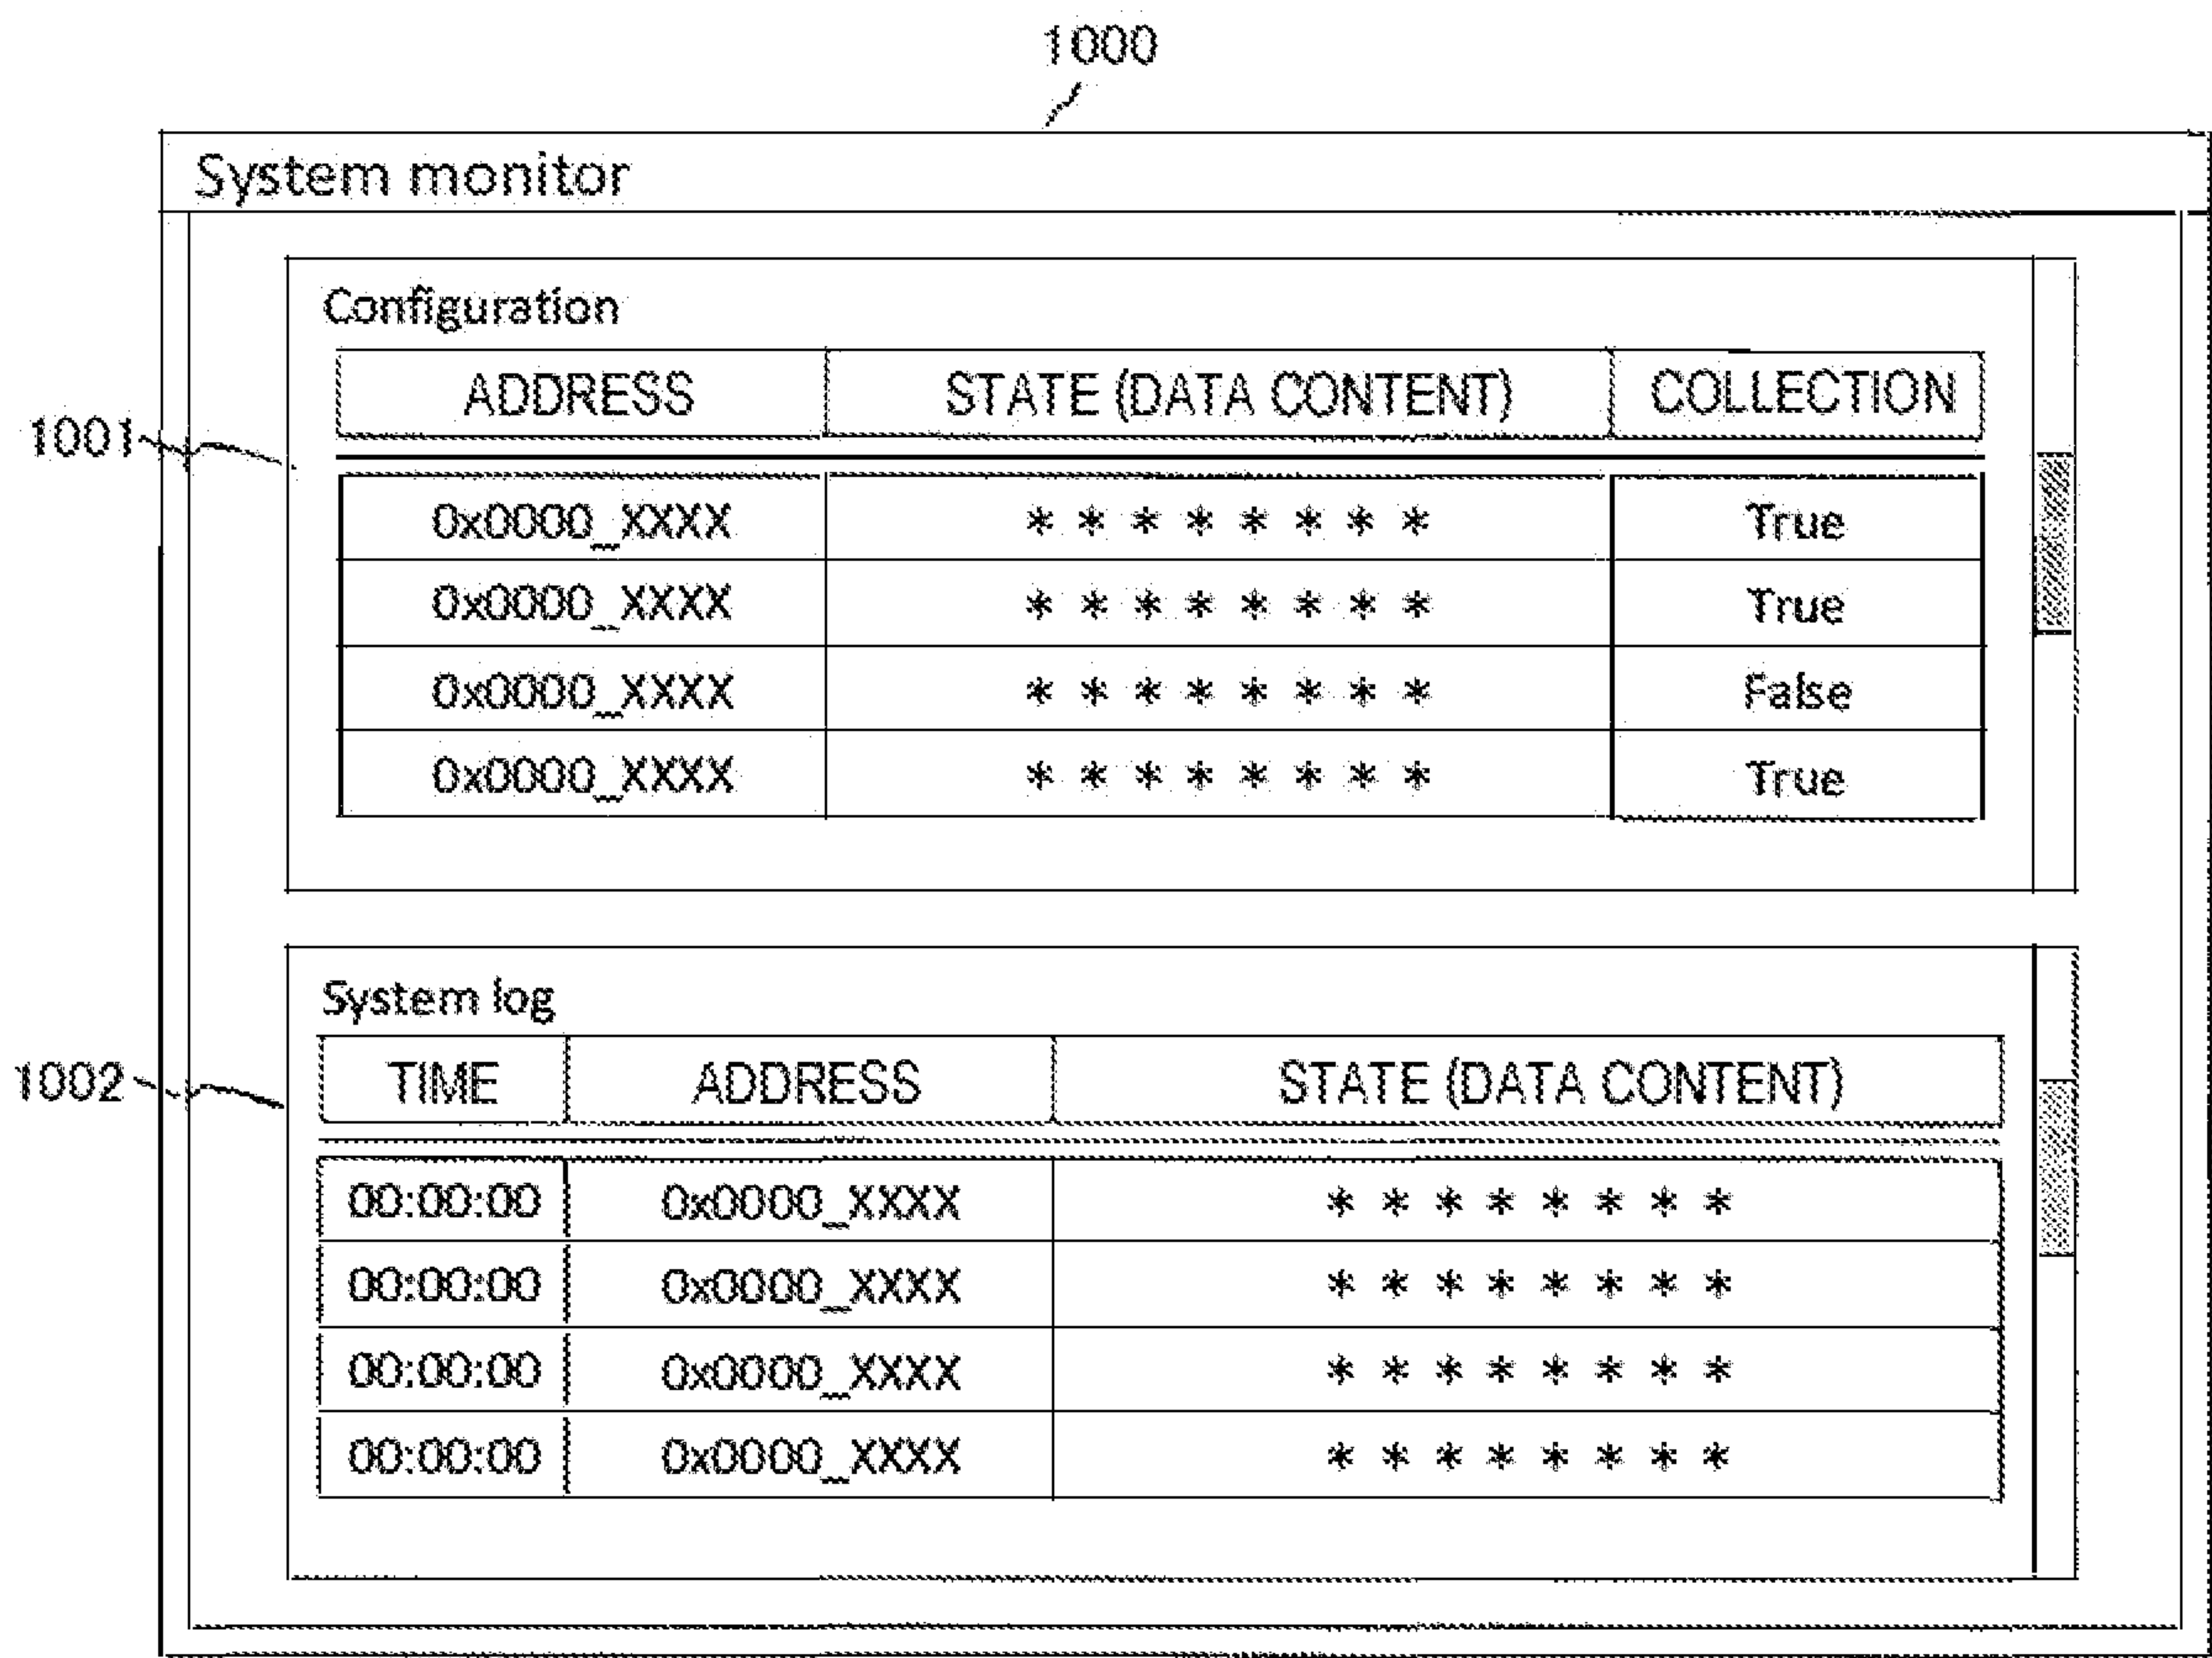 1000
System monitor
Configuration
ADDRESS STATE (DATA CONTENT) COLLECTION
1001
0x0000_XXXX * * * * * * * * True
0x0000_XXXX * * * * * * * * True
0x0000_XXXX * * * * * * * * False
0x0000_XXXX * * * * * * * * True
System log
1002
TIME ADDRESS STATE (DATA CONTENT)
00:00:00 0x0000_XXXX * * * * * * * *
00:00:00 0x0000_XXXX * * * * * * * *
00:00:00 0x0000_XXXX * * * * * * * *
00:00:00 0x0000_XXXX * * * * * * * *